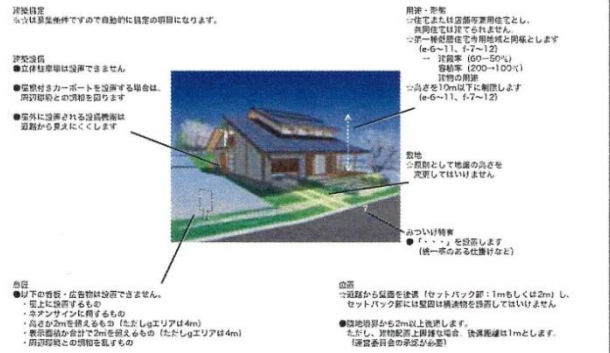 建築協定
※☆は募集条件ですので自動的に協定の項目になります。
建築設備
●立体駐車場は設置できません
●屋根付きカーポートを設置する場合は、
周辺環境との調和を図ります
●屋外に設置される設備機器は
道路から見えにくくします
用途・形態
☆住宅または店舗等兼用住宅とし、
共同住宅は建てられません
☆第一種低層住宅専用地域と同様とします
(e-6~11、f-7~12)
→ 建蔽率(60→50%)
容積率(200→100%)
建物の用途
☆高さを10m以下に制限します
(e-6~11、f-7~12)
敷地
☆原則として地盤の高さを
変更してはいけません
みついけ特有
●「・・・」を設置します
(統一感のある仕掛けなど)
意匠
●以下の看板・広告物は設置できません。
・屋上に設置するもの
・ネオンサインに類するもの
・高さが2mを超えるもの(ただしgエリアは4m)
・表示面積が合計で2㎡を超えるもの(ただしgエリアは4㎡)
・周辺環境との調和を乱すもの
位置
☆道路から壁面を後退(セットバック部:1mもしくは2m)し、
セットバック部には堅固な構造物を設置してはいけません
●隣地境界から2m以上後退します。
ただし、建物配置上困難な場合、後退距離は1mとします。
(運営委員会の承認が必要)